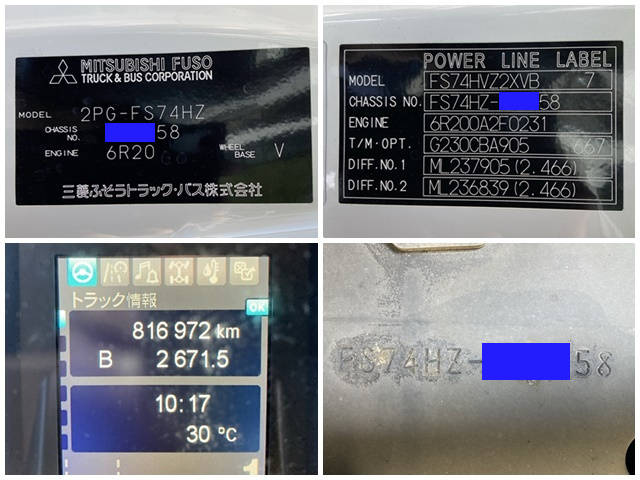 MITSUBISHI FUSO
TRUCK & BUS CORPORATION
MODEL 2PG-FS74HZ
CHASSIS NO. 58
ENGINE 6R20 WHEEL BASE V
三菱ふそうトラック・バス株式会社
POWER LINE LABEL
MODEL FS74HVZ2XVB 7
CHASSIS NO. FS74HZ- 58
ENGINE 6R200A2F0231
T/M·OPT. G230OCBA905 667
DIFF.NO.1 ML237905(2.466)
DIFF.NO.2 ML236839(2.466)
トラック情報
OK
816 972 km
B 2 671.5
10:17
30 °C
FS74HZ- 58